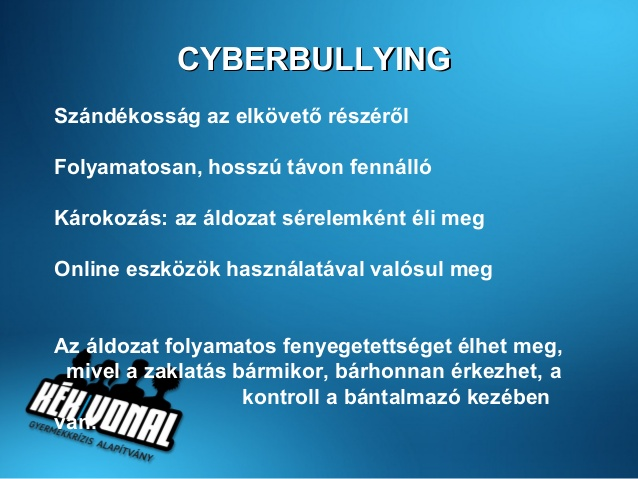 CYBERBULLYING
Szándékosság az elkövető részéről
Folyamatosan, hosszú távon fennálló
Károkozás: az áldozat sérelemként éli meg
Online eszközök használatával valósul meg
Az áldozat folyamatos fenyegetettséget élhet meg,
mivel a zaklatás bármikor, bárhonnan érkezhet, a
kontroll a bántalmazó kezében
van.
KÉK VONAL
GYERMEKKRÍZIS ALAPÍTVÁNY